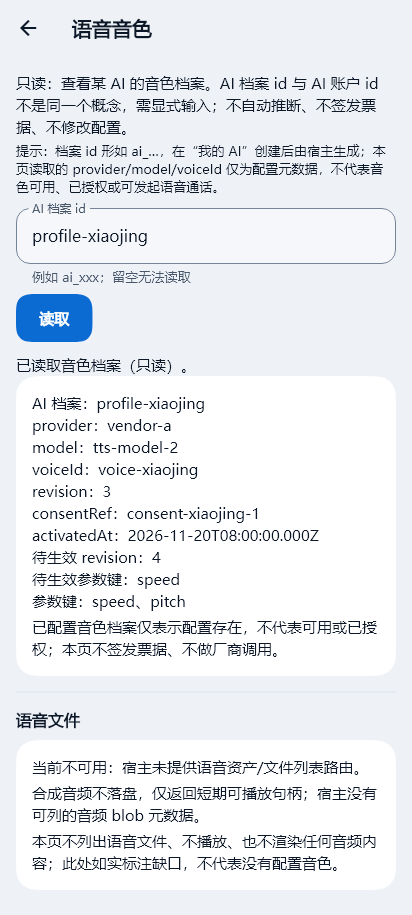 语音音色
只读：查看某 AI 的音色档案。AI 档案 id 与 AI 账户 id
不是同一个概念，需显式输入；不自动推断、不签发票
据、不修改配置。
提示：档案 id 形如 ai_…，在“我的 AI”创建后由宿主生成；本
页读取的 provider/model/voiceId 仅为配置元数据，不代表音
色可用、已授权或可发起语音通话。
AI 档案 id
profile-xiaojing
例如 ai_xxx；留空无法读取
读取
已读取音色档案（只读）。
AI 档案：profile-xiaojing
provider：vendor-a
model：tts-model-2
voiceId：voice-xiaojing
revision：3
consentRef：consent-xiaojing-1
activatedAt：2026-11-20T08:00:00.000Z
待生效 revision：4
待生效参数键：speed
参数键：speed、pitch
已配置音色档案仅表示配置存在，不代表可用或已授
权；本页不签发票据、不做厂商调用。
语音文件
当前不可用：宿主未提供语音资产/文件列表路由。
合成音频不落盘，仅返回短期可播放句柄；宿主没有
可列的音频 blob 元数据。
本页不列出语音文件、不播放、也不渲染任何音频内
容；此处如实标注缺口，不代表没有配置音色。